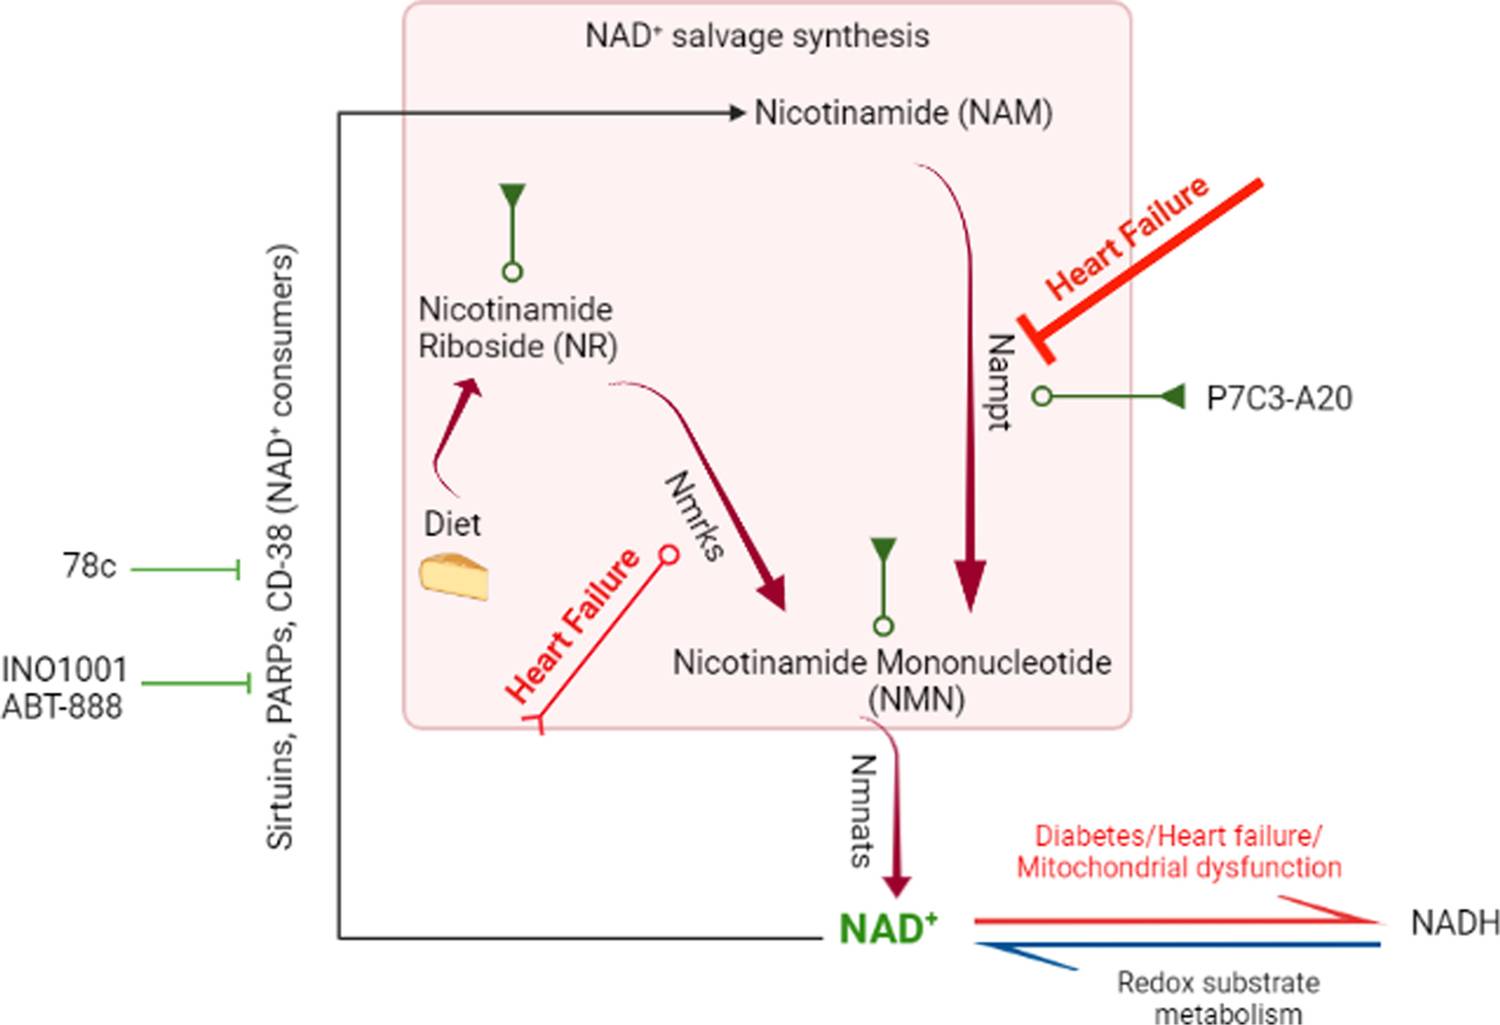 NAD⁺ salvage synthesis
Nicotinamide (NAM)
Heart Failure
Nicotinamide
Riboside (NR)
Nampt
P7C3-A20
Sirtuins, PARPs, CD-38 (NAD⁺ consumers)
Nmrks
Diet
78c
Heart Failure
INO1001
ABT-888
Nicotinamide Mononucleotide
(NMN)
Nmnats
Diabetes/Heart failure/
Mitochondrial dysfunction
NAD⁺
NADH
Redox substrate
metabolism